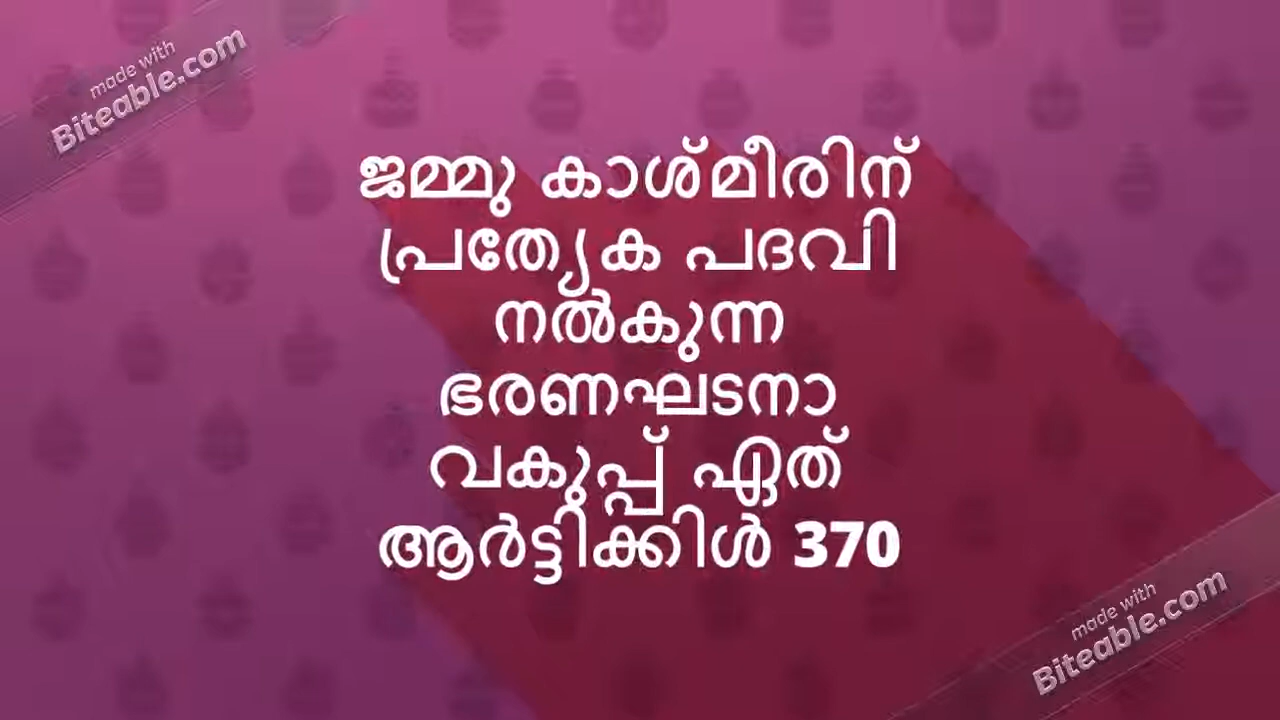 made with
Biteable.com
ജമ്മു കാശ്മീരിന്
പ്രത്യേക പദവി
നൽകുന്ന
ഭരണഘടനാ
വകുപ്പ് ഏത്
ആർട്ടിക്കിൾ 370
made with
Biteable.com